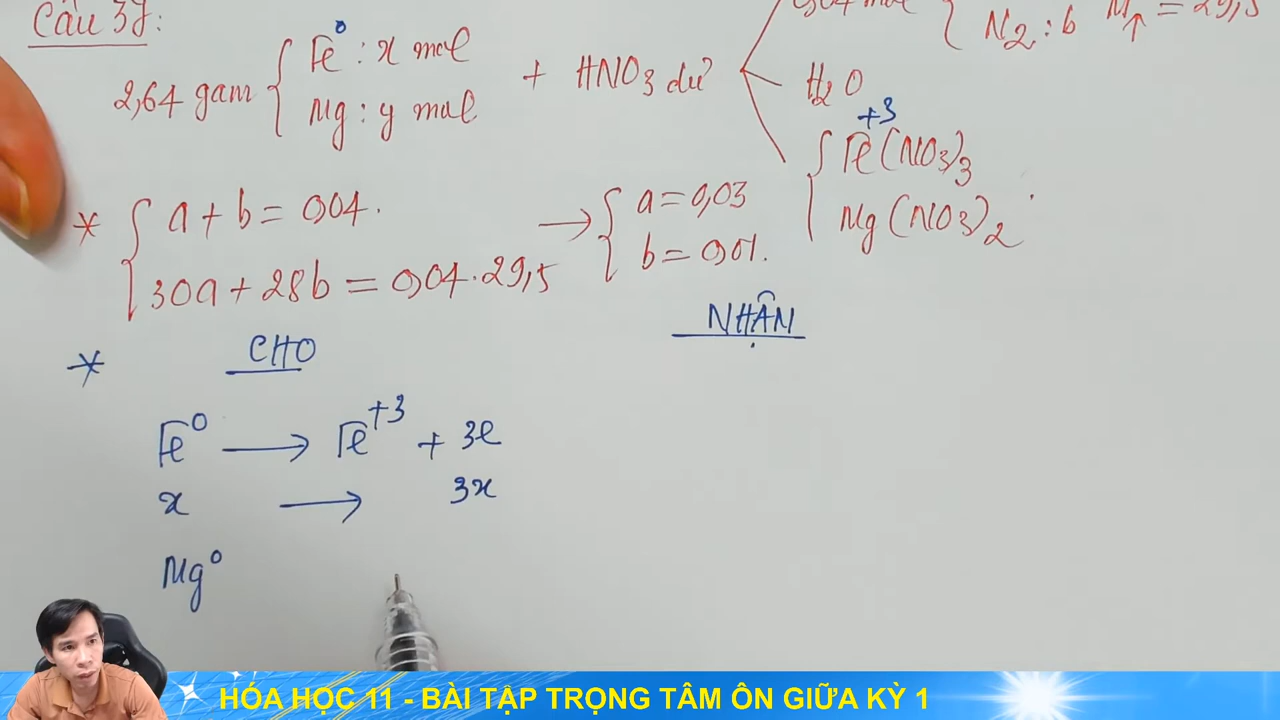 Câu 37:
2,64 gam { Fe⁰ : x mol
Mg : y mol
+ HNO3 dư
N2 : b M↑ = 29,5
H2O
Fe⁺³(NO3)3
Mg(NO3)2
* { a + b = 0,04.
30a + 28b = 0,04.29,5
→ { a = 0,03
b = 0,01.
* CHO
NHẬN
Fe⁰ → Fe⁺³ + 3e
x → 3x
Mg⁰
HÓA HỌC 11 - BÀI TẬP TRỌNG TÂM ÔN GIỮA KỲ 1